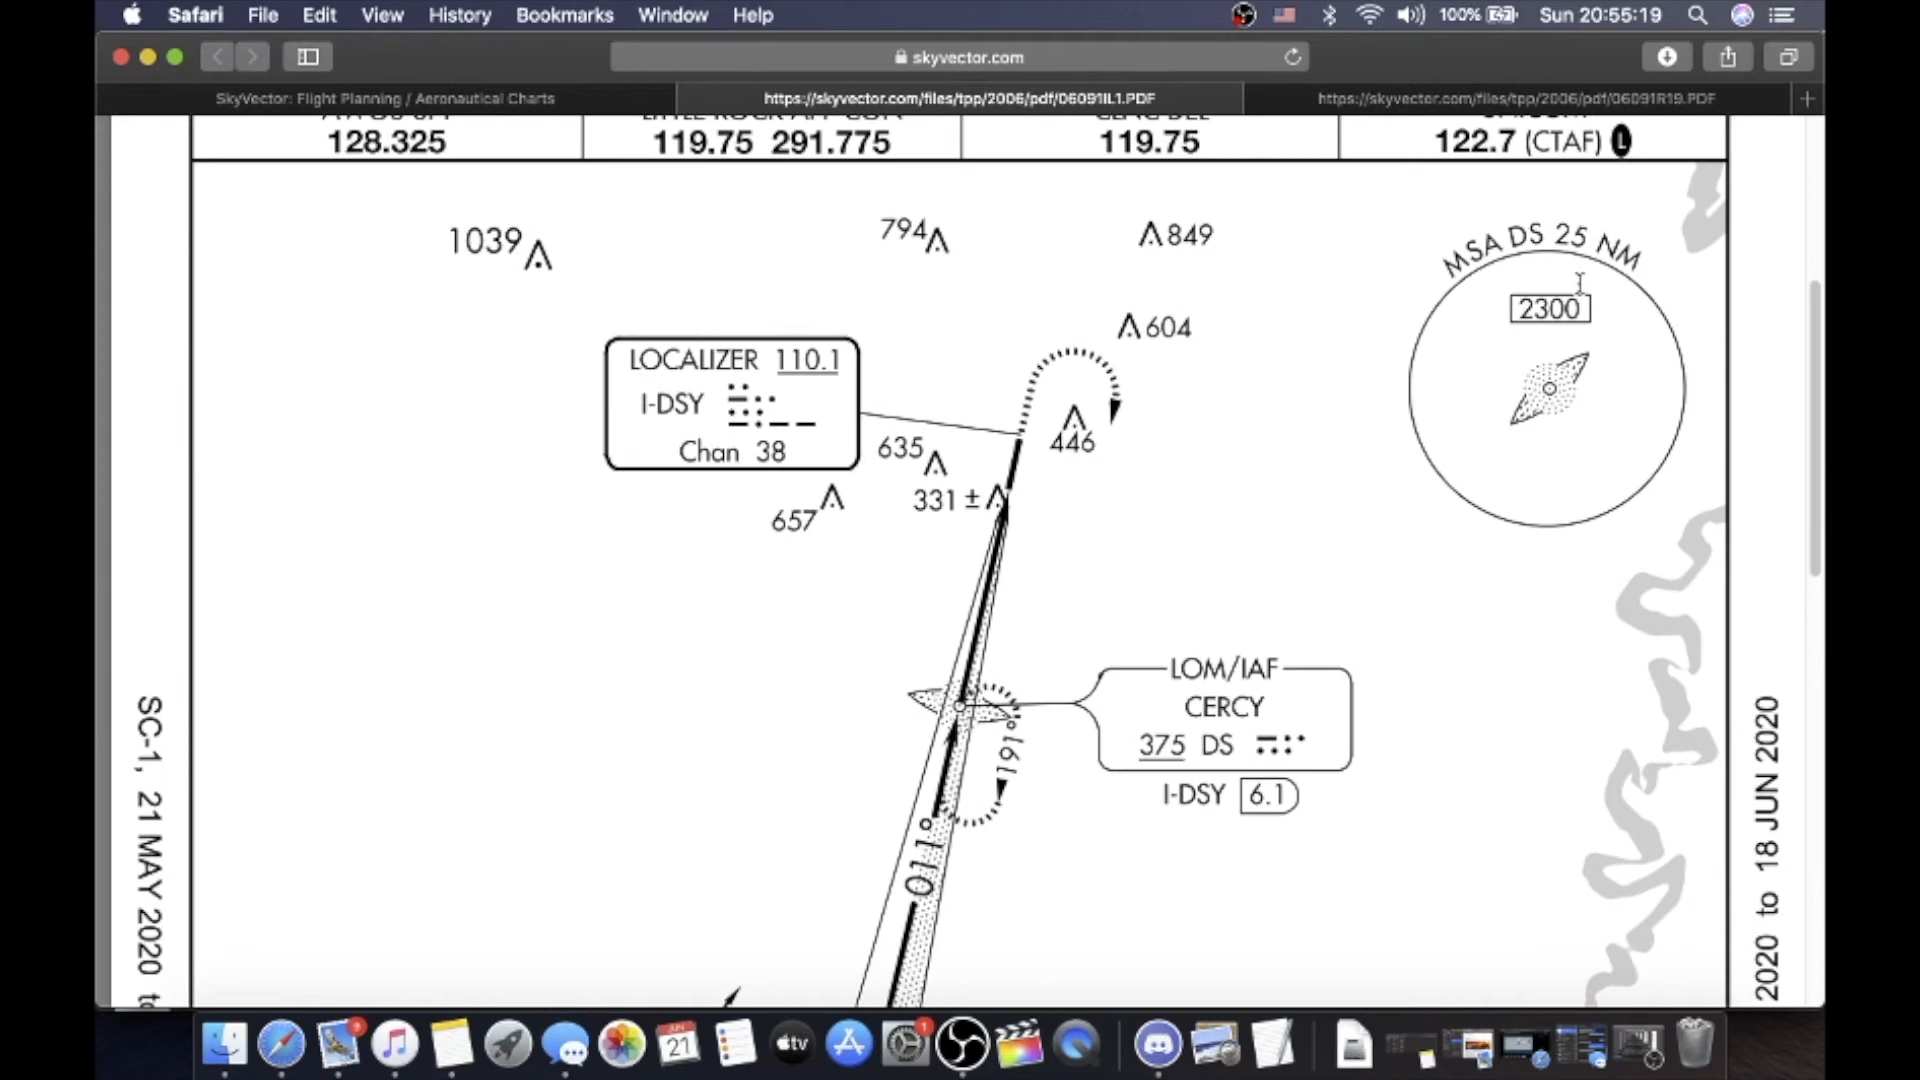 Safari File Edit View History Bookmarks Window Help
100% Sun 20:55:19
skyvector.com
SkyVector: Flight Planning / Aeronautical Charts
https://skyvector.com/files/tpp/2006/pdf/06091IL1.PDF
https://skyvector.com/files/tpp/2006/pdf/06091R19.PDF
128.325
119.75 291.775
119.75
122.7 (CTAF) L
1039
794
849
MSA DS 25 NM
2300
604
LOCALIZER 110.1
I-DSY
Chan 38
446
635
331 ±
657
LOM/IAF
CERCY
375 DS
I-DSY 6.1
191°
011°
SC-1, 21 MAY 2020 to
2020 to 18 JUN 2020
JUN
21
tv